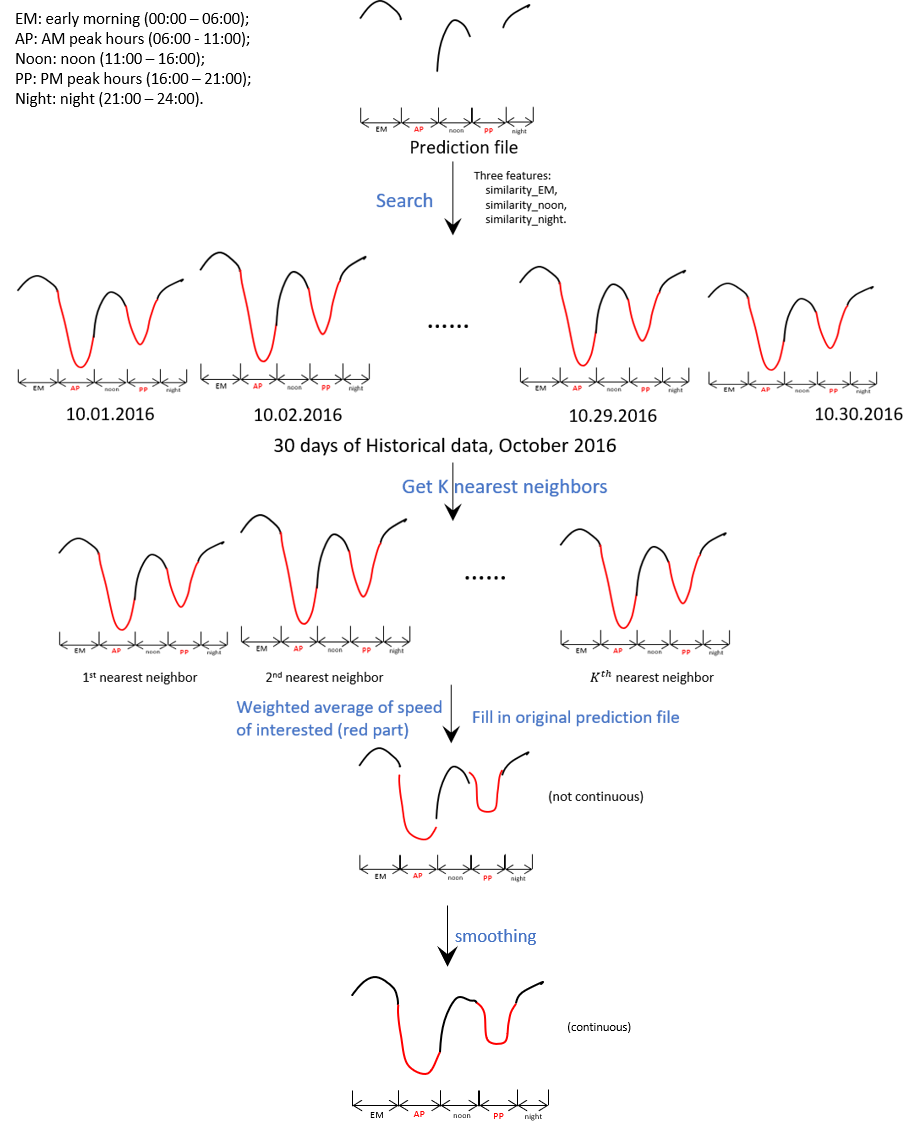 EM: early morning (00:00 – 06:00);
AP: AM peak hours (06:00 - 11:00);
Noon: noon (11:00 – 16:00);
PP: PM peak hours (16:00 – 21:00);
Night: night (21:00 – 24:00).
EM AP noon PP night
Prediction file
Search
Three features:
similarity_EM,
similarity_noon,
similarity_night.
......
EM AP noon PP night
EM AP noon PP night
EM AP noon PP night
EM AP noon PP night
10.01.2016
10.02.2016
10.29.2016
10.30.2016
30 days of Historical data, October 2016
Get K nearest neighbors
......
EM AP noon PP night
EM AP noon PP night
EM AP noon PP night
1st nearest neighbor
2nd nearest neighbor
Kth nearest neighbor
Weighted average of speed
of interested (red part)
Fill in original prediction file
(not continuous)
EM AP noon PP night
smoothing
(continuous)
EM AP noon PP night